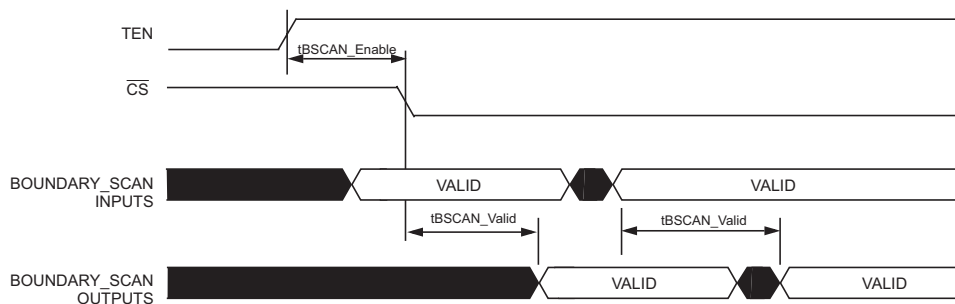 TEN
tBSCAN_Enable
CS
BOUNDARY_SCAN
INPUTS
VALID
VALID
tBSCAN_Valid
tBSCAN_Valid
BOUNDARY_SCAN
OUTPUTS
VALID
VALID